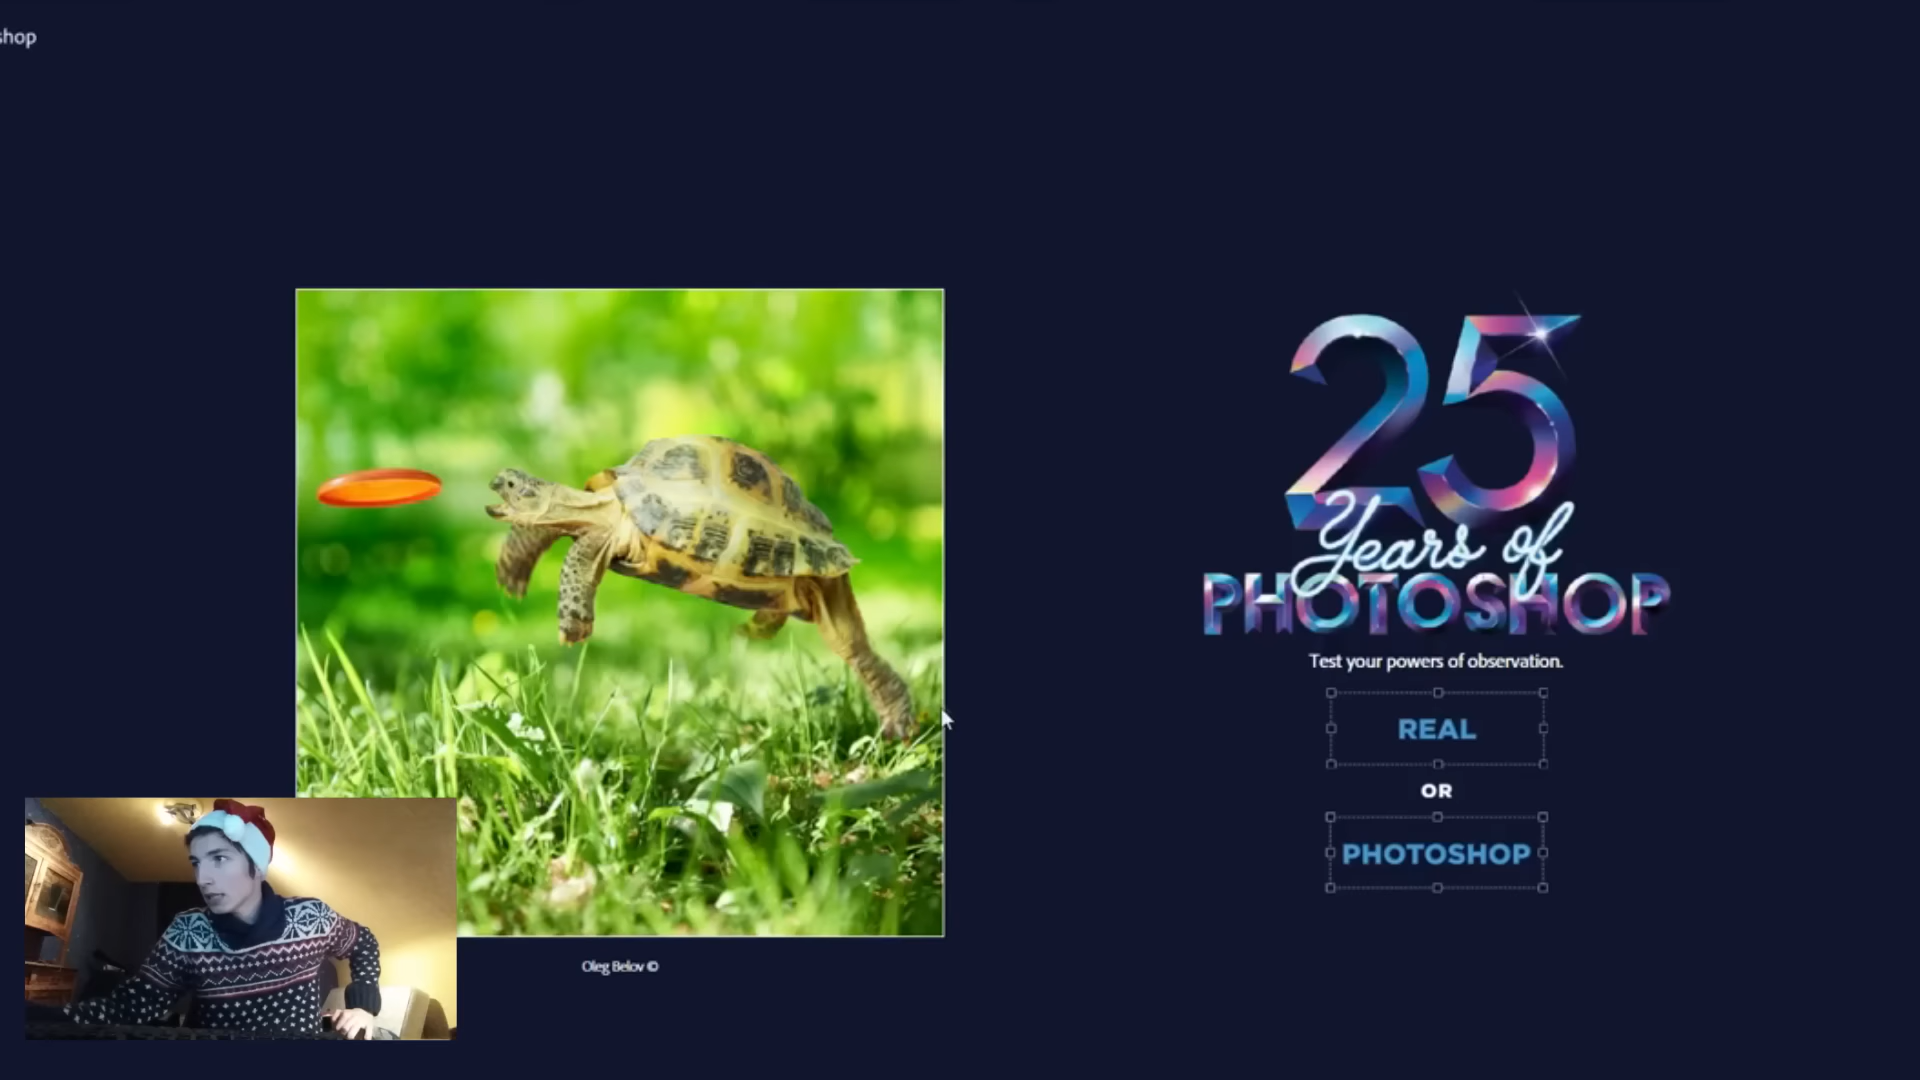 shop
25
Years of
PHOTOSHOP
Test your powers of observation.
REAL
OR
PHOTOSHOP
Oleg Belov ©